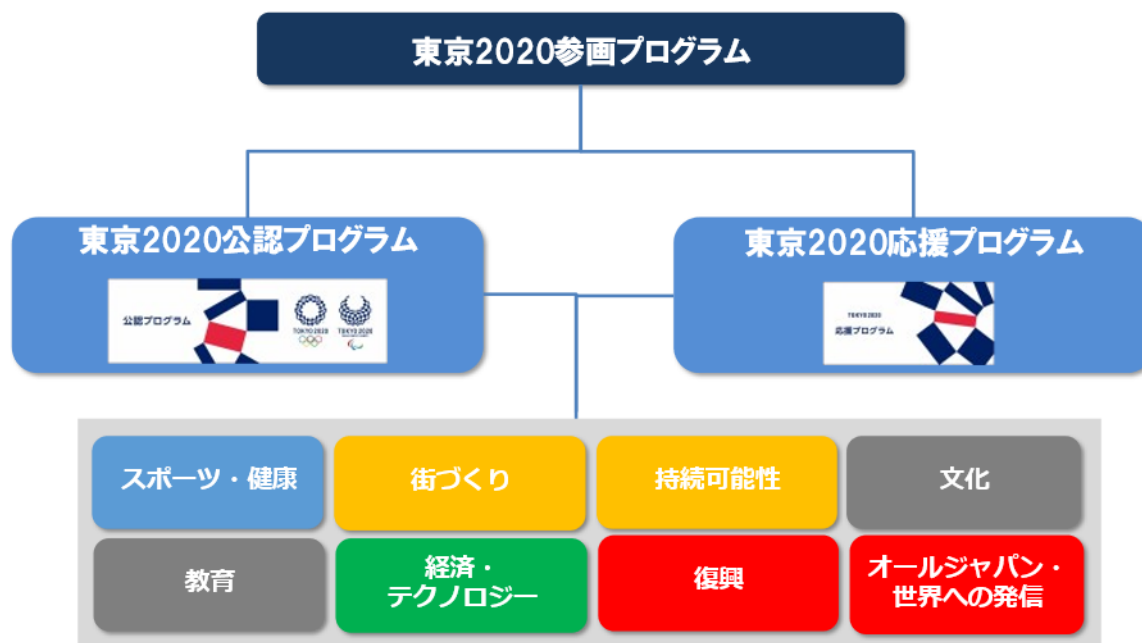 東京2020参画プログラム
東京2020公認プログラム
公認プログラム
TOKYO 2020
TOKYO 2020
東京2020応援プログラム
TOKYO 2020
応援プログラム
スポーツ・健康
街づくり
持続可能性
文化
教育
経済・
テクノロジー
復興
オールジャパン・
世界への発信